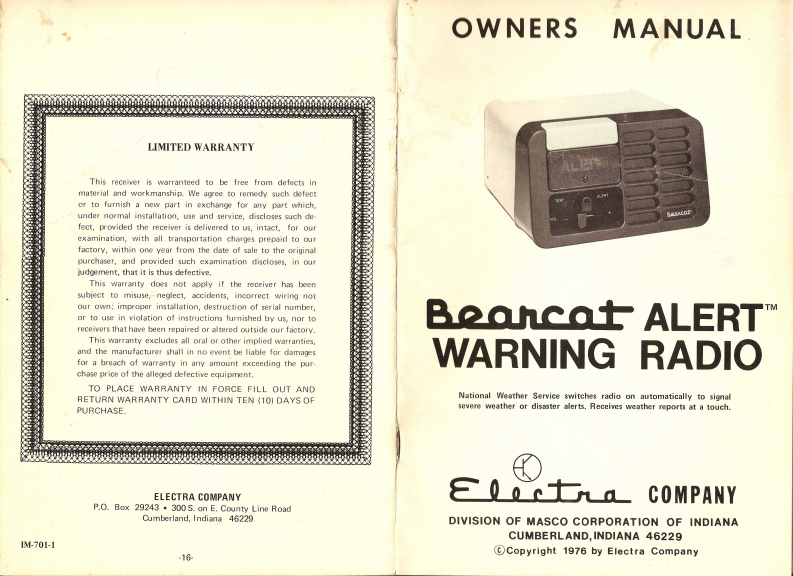 LIMITED WARRANTY
This receiver is warranteed to be free from defects in
material and workmanship. We agree to remedy such defect
or to furnish a new part in exchange for any part which,
under normal installation, use and service, discloses such de-
fect, provided the receiver is delivered to us, intact, for our
examination, with all transportation charges prepaid to our
factory, within one year from the date of sale to the original
purchaser, and provided such examination discloses, in our
judgement, that it is thus defective.
This warranty does not apply if the receiver has been
subject to misuse, neglect, accidents, incorrect wiring not
our own; improper installation, destruction of serial number,
or to use in violation of instructions furnished by us, nor to
receivers that have been repaired or altered outside our factory.
This warranty excludes all oral or other implied warranties,
and the manufacturer shall in no event be liable for damages
for a breach of warranty in any amount exceeding the pur-
chase price of the alleged defective equipment.
TO PLACE WARRANTY IN FORCE FILL OUT AND
RETURN WARRANTY CARD WITHIN TEN (10) DAYS OF
PURCHASE.
ELECTRA COMPANY
P.O. Box 29243 • 300 S. on E. County Line Road
Cumberland, Indiana 46229
IM-701-1
-16-
OWNERS MANUAL
ALERT
TEST
ALERT
VOL
Bearcat
Bearcat ALERT™
WARNING RADIO
National Weather Service switches radio on automatically to signal
severe weather or disaster alerts. Receives weather reports at a touch.
Electra COMPANY
DIVISION OF MASCO CORPORATION OF INDIANA
CUMBERLAND, INDIANA 46229
©Copyright 1976 by Electra Company